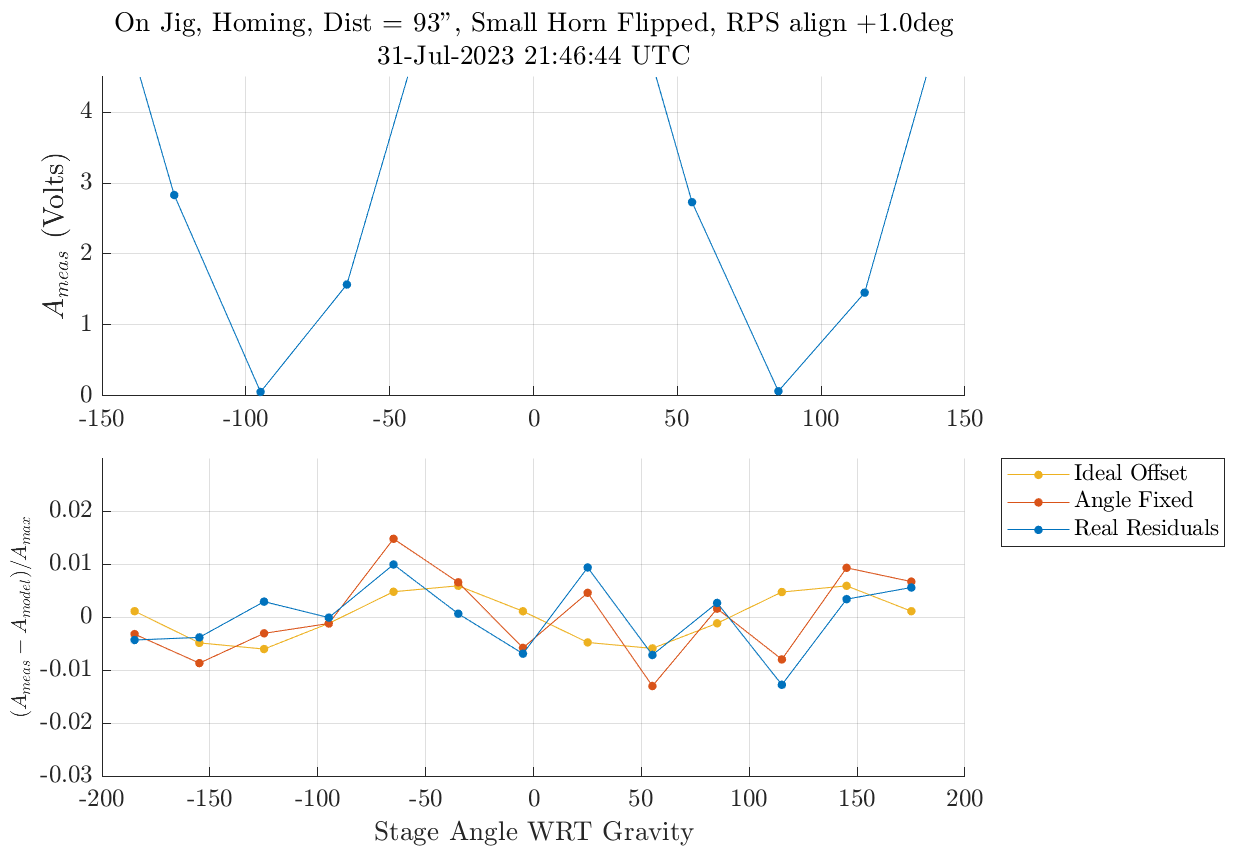 On Jig, Homing, Dist = 93”, Small Horn Flipped, RPS align +1.0deg
31-Jul-2023 21:46:44 UTC
4
3
2
1
0
A_meas (Volts)
-150 -100 -50 0 50 100 150
0.02
0.01
0
-0.01
-0.02
-0.03
(A_meas − A_model)/A_max
-200 -150 -100 -50 0 50 100 150 200
Stage Angle WRT Gravity
Ideal Offset
Angle Fixed
Real Residuals